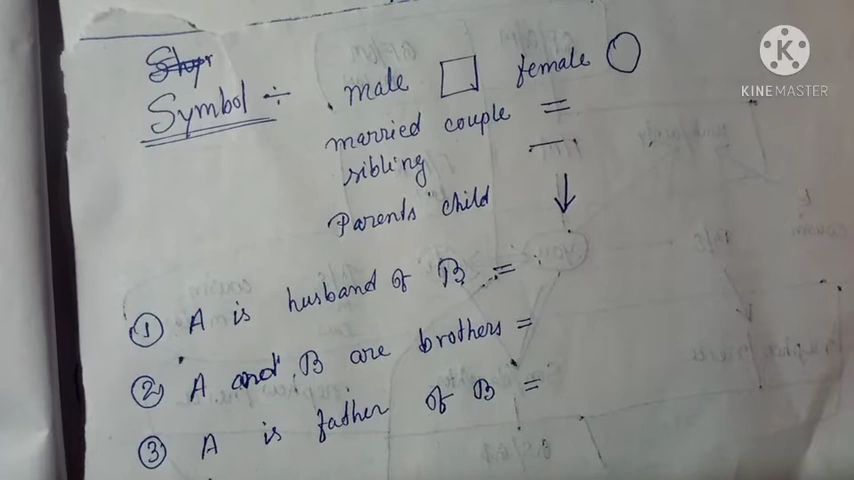 Symbol ÷ male □ female ○
married couple =
sibling —
Parents child ↓
① A is husband of B =
② A and B are brothers =
③ A is father of B =
KINEMASTER